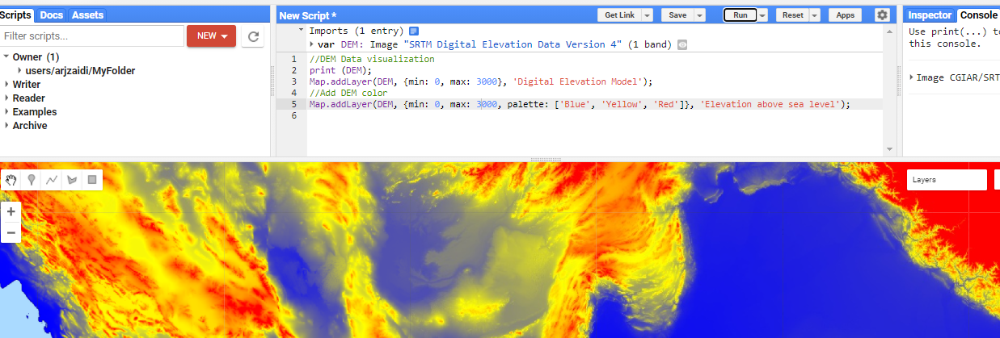 Scripts Docs Assets
Filter scripts...
NEW
Owner (1)
users/arjzaidi/MyFolder
Writer
Reader
Examples
Archive
New Script *
Get Link Save Run Reset Apps
Imports (1 entry)
var DEM: Image "SRTM Digital Elevation Data Version 4" (1 band)
1 //DEM Data visualization
2 print (DEM);
3 Map.addLayer(DEM, {min: 0, max: 3000}, 'Digital Elevation Model');
4 //Add DEM color
5 Map.addLayer(DEM, {min: 0, max: 3000, palette: ['Blue', 'Yellow', 'Red']}, 'Elevation above sea level');
6
Inspector Console
Use print(...) to
this console.
Image CGIAR/SRT
Layers